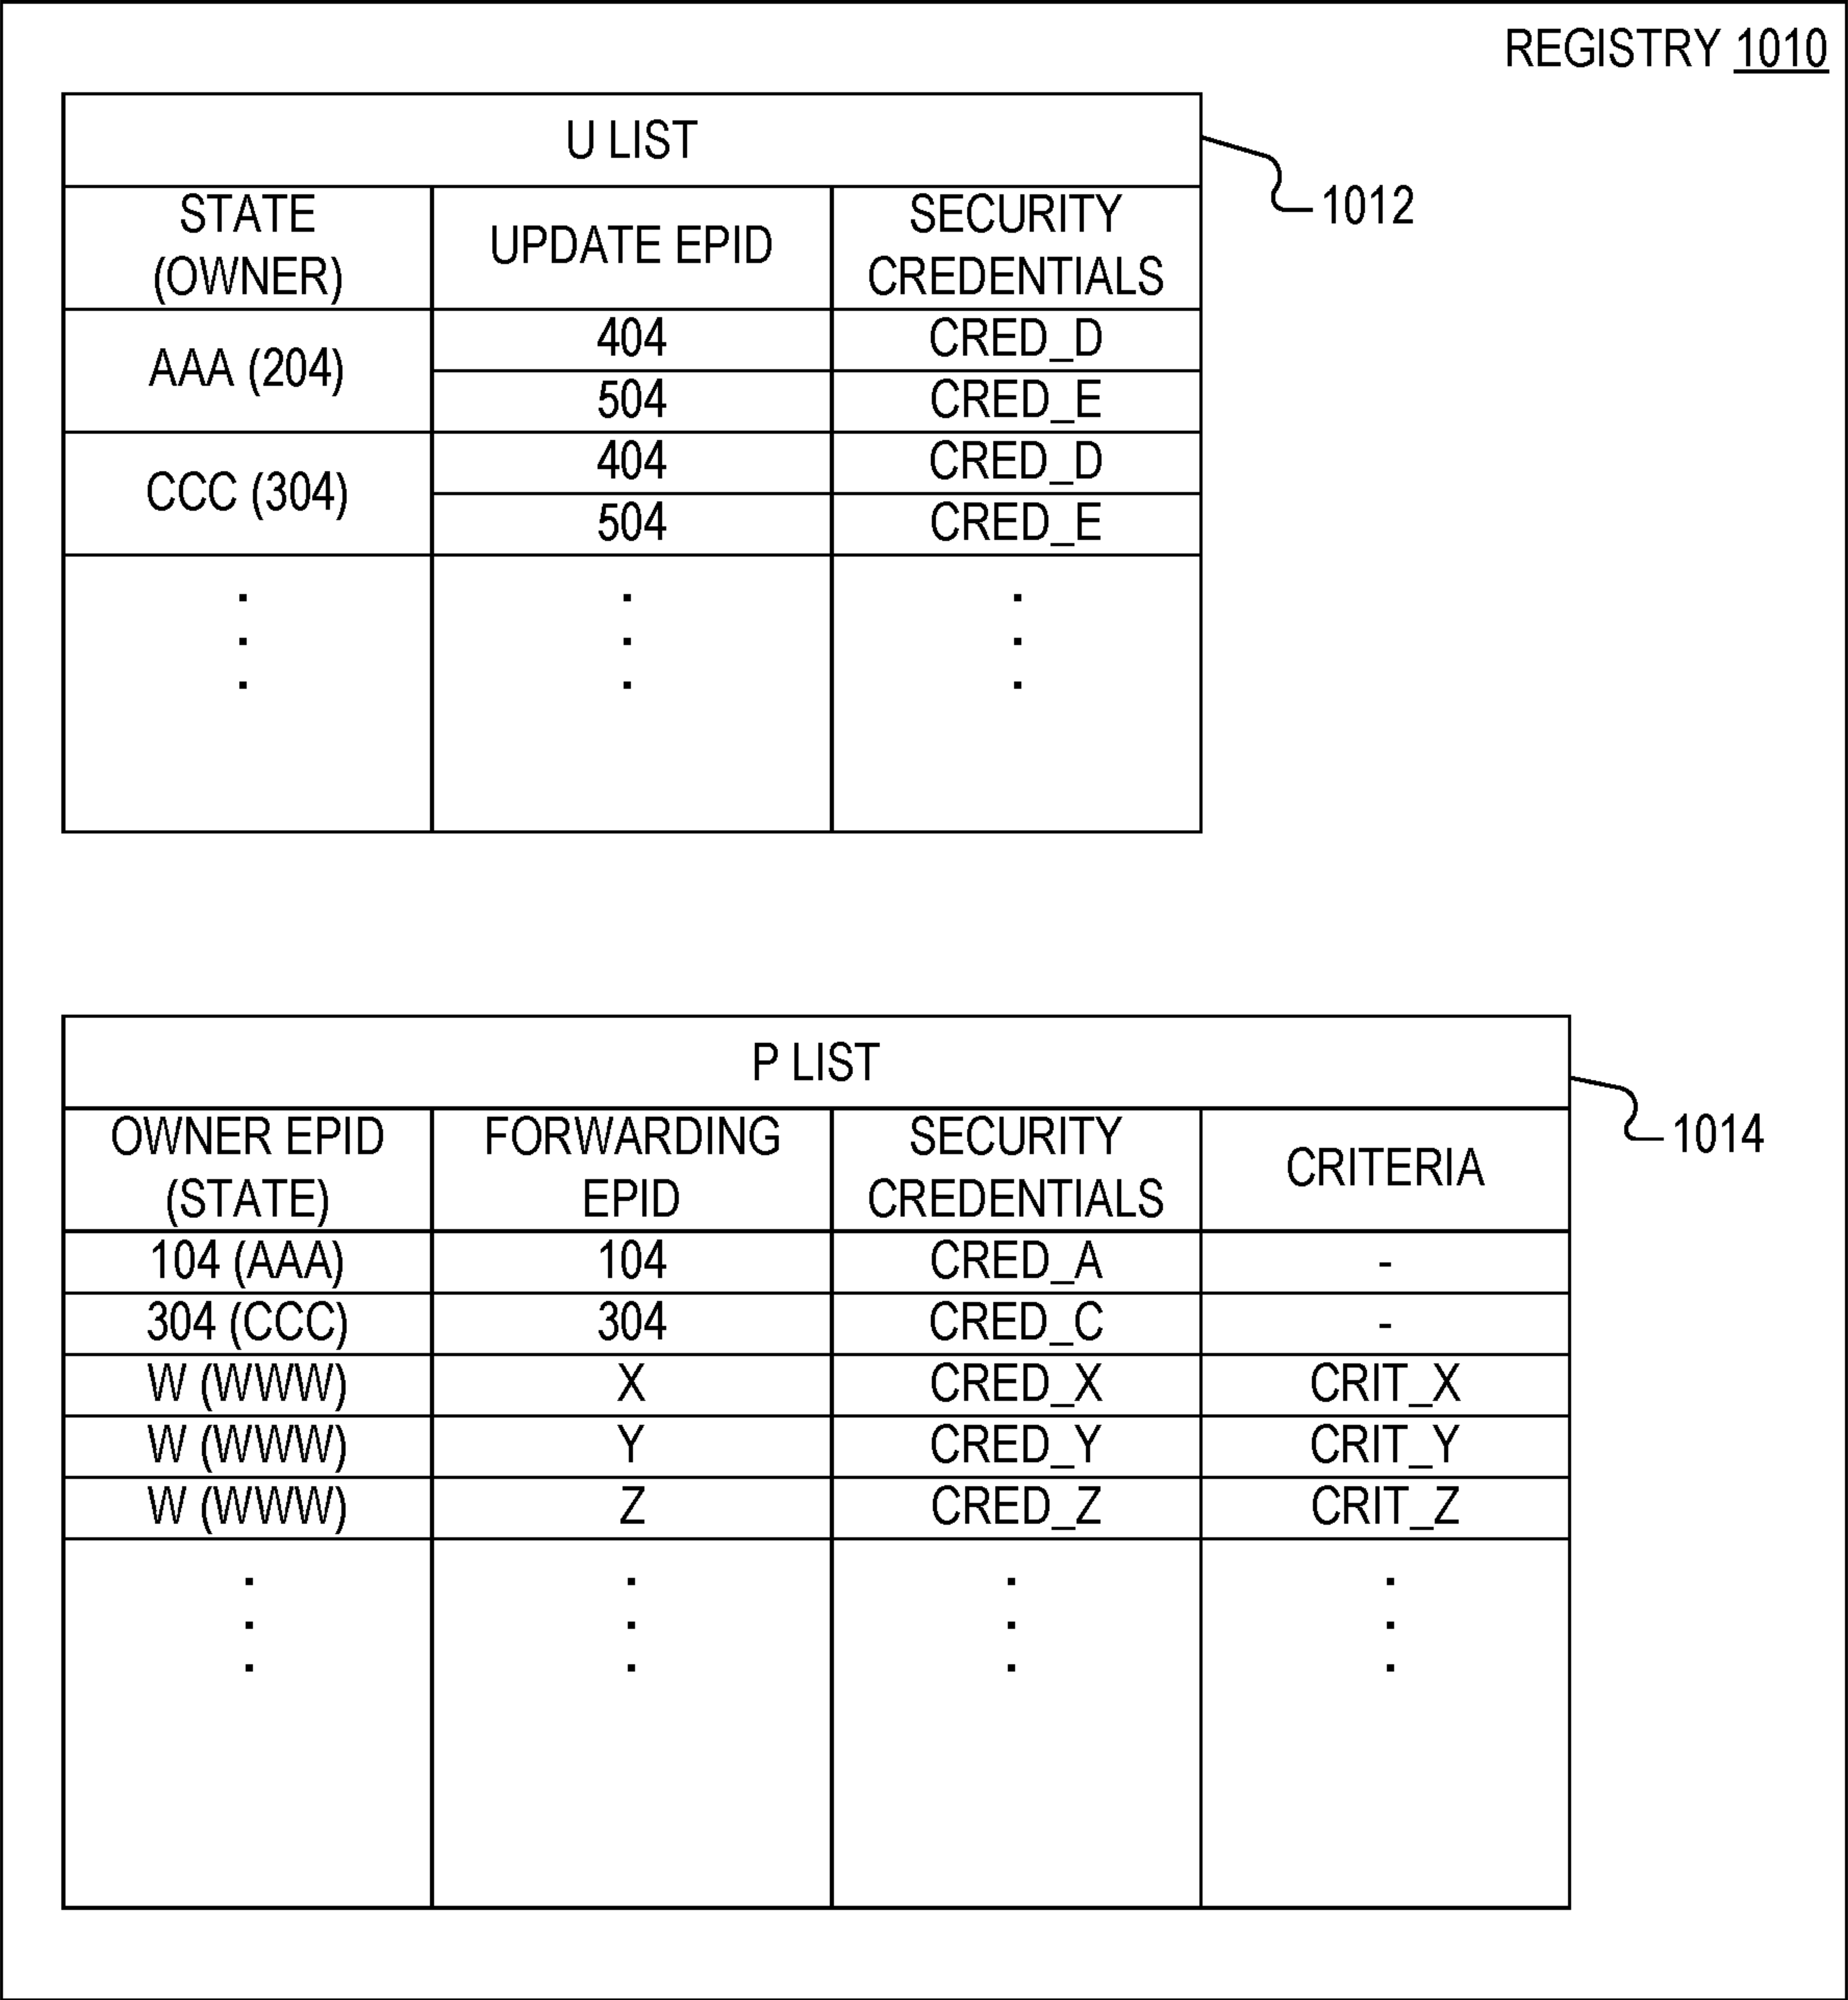 REGISTRY 1010
U LIST
1012
STATE (OWNER) UPDATE EPID SECURITY CREDENTIALS
AAA (204) 404 CRED_D
504 CRED_E
CCC (304) 404 CRED_D
504 CRED_E
P LIST
1014
OWNER EPID (STATE) FORWARDING EPID SECURITY CREDENTIALS CRITERIA
104 (AAA) 104 CRED_A -
304 (CCC) 304 CRED_C -
W (WWW) X CRED_X CRIT_X
W (WWW) Y CRED_Y CRIT_Y
W (WWW) Z CRED_Z CRIT_Z